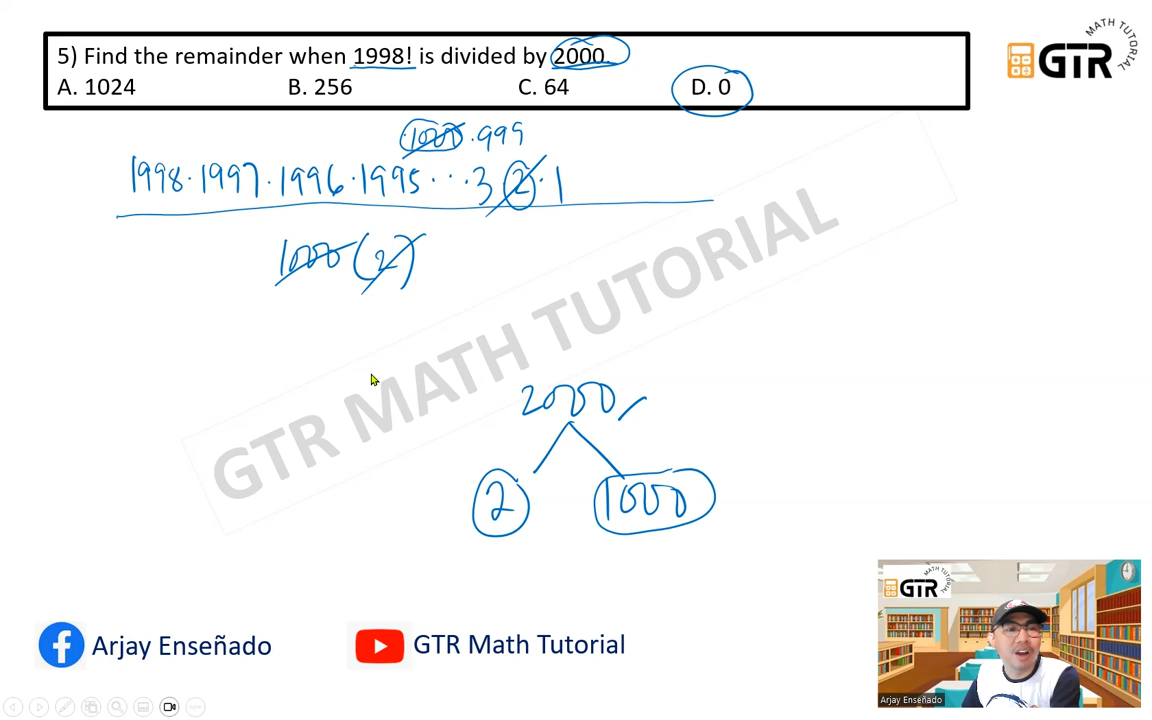 5) Find the remainder when 1998! is divided by 2000.
A. 1024 B. 256 C. 64 D. 0
MATH TUTORIAL
GTR
1000 · 999
1998 · 1997 · 1996 · 1995 · · · 3 2 · 1
1000 (2)
GTR MATH TUTORIAL
2000
2 1000
MATH TUTORIAL
GTR
Arjay Enseñado
GTR Math Tutorial
Arjay Enseñado